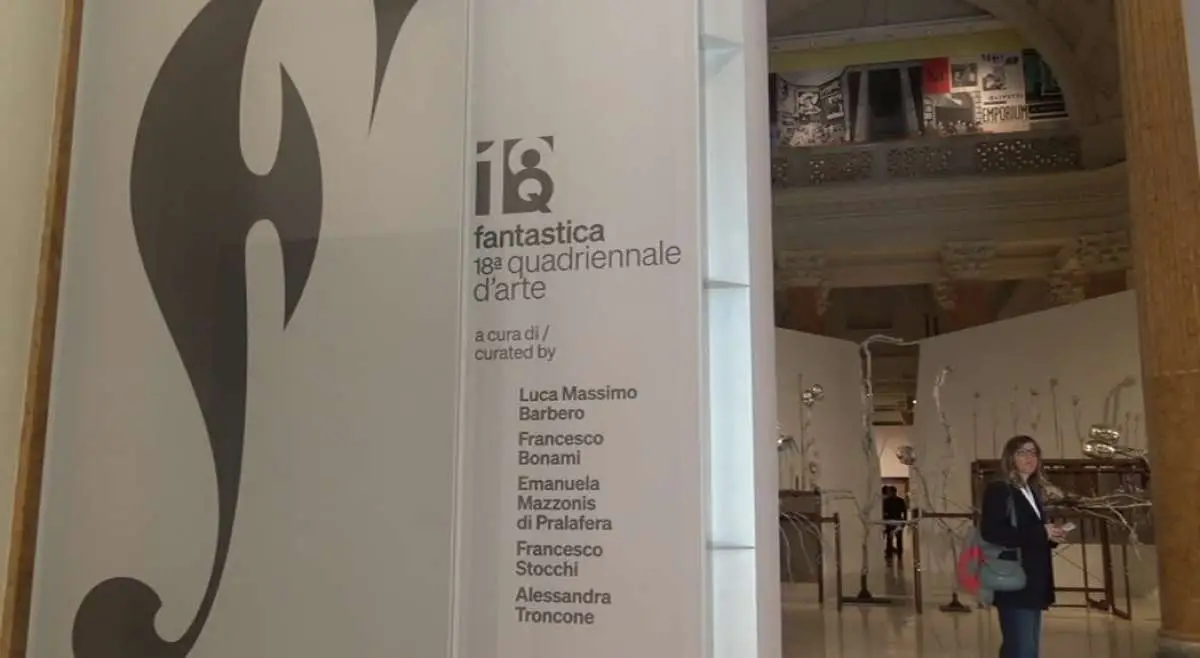 18Q
fantastica
18ª quadriennale
d'arte
a cura di /
curated by
Luca Massimo
Barbero
Francesco
Bonami
Emanuela
Mazzonis
di Pralafera
Francesco
Stocchi
Alessandra
Troncone
EMPORIUM